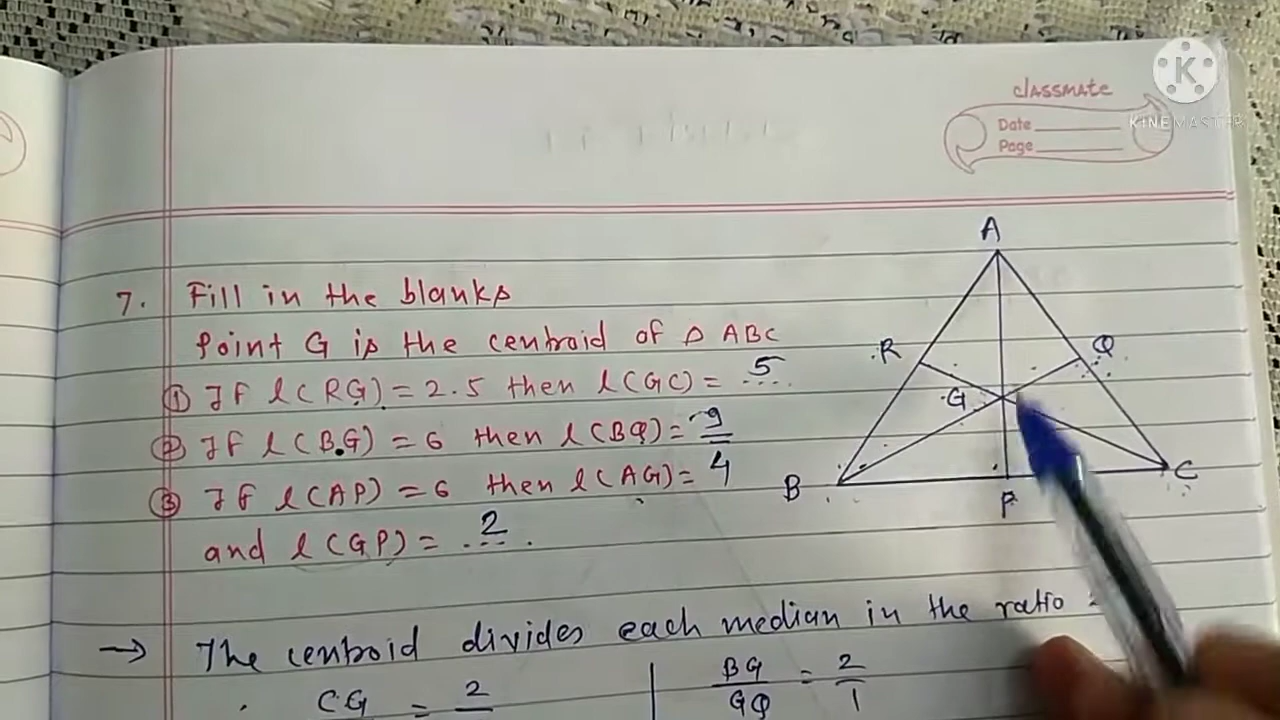 K
KINEMASTER
classmate
Date
Page
7. Fill in the blanks
Point G is the centroid of Δ ABC
① If l(RG) = 2.5 then l(GC) = 5
② If l(BG) = 6 then l(BQ) = 9
③ If l(AP) = 6 then l(AG) = 4
and l(GP) = 2.
A
R
Q
G
B
C
P
→ The centroid divides each median in the ratio :
CG = 2
BG/GQ = 2/1